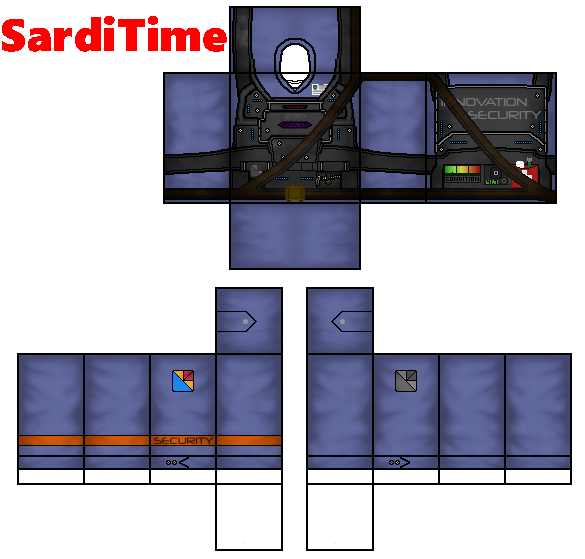 SardiTime
INNOVATION
SECURITY
CONDITION
SECURITY